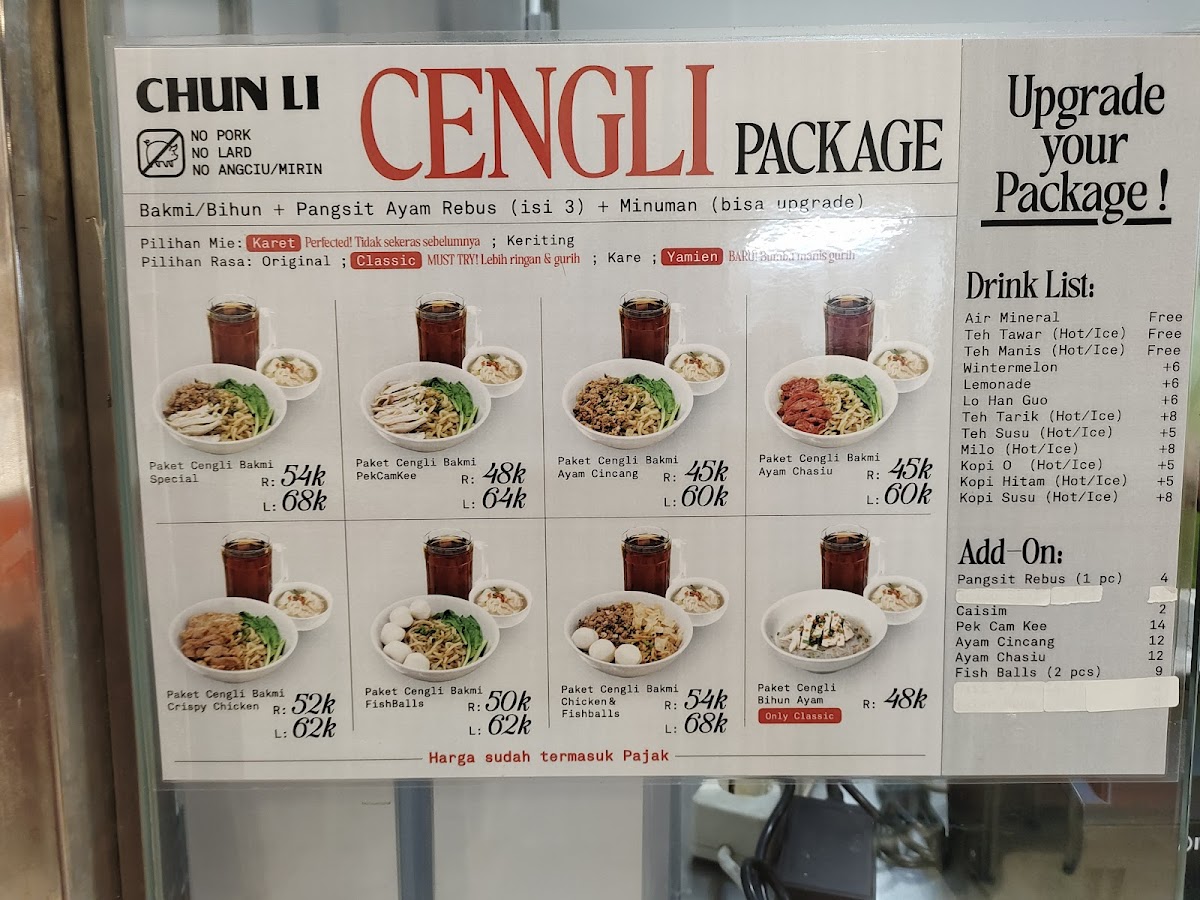 CHUN LI
NO PORK
NO LARD
NO ANGCIU/MIRIN
CENGLI PACKAGE
Bakmi/Bihun + Pangsit Ayam Rebus (isi 3) + Minuman (bisa upgrade)
Pilihan Mie: Karet Perfected! Tidak sekeras sebelumnya ; Keriting
Pilihan Rasa: Original ; Classic MUST TRY! Lebih ringan & gurih ; Kare ; Yamien BARU! Bumbu manis gurih
Paket Cengli Bakmi
Special
R: 54k
L: 68k
Paket Cengli Bakmi
PekCamKee
R: 48k
L: 64k
Paket Cengli Bakmi
Ayam Cincang
R: 45k
L: 60k
Paket Cengli Bakmi
Ayam Chasiu
R: 45k
L: 60k
Paket Cengli Bakmi
Crispy Chicken
R: 52k
L: 62k
Paket Cengli Bakmi
FishBalls
R: 50k
L: 62k
Paket Cengli Bakmi
Chicken &
Fishballs
R: 54k
L: 68k
Paket Cengli
Bihun Ayam
Only Classic
R: 48k
Harga sudah termasuk Pajak
Upgrade
your
Package!
Drink List:
Air Mineral Free
Teh Tawar (Hot/Ice) Free
Teh Manis (Hot/Ice) Free
Wintermelon +6
Lemonade +6
Lo Han Guo +6
Teh Tarik (Hot/Ice) +8
Teh Susu (Hot/Ice) +5
Milo (Hot/Ice) +8
Kopi O (Hot/Ice) +5
Kopi Hitam (Hot/Ice) +5
Kopi Susu (Hot/Ice) +8
Add-On:
Pangsit Rebus (1 pc) 4
Caisim 2
Pek Cam Kee 14
Ayam Cincang 12
Ayam Chasiu 12
Fish Balls (2 pcs) 9